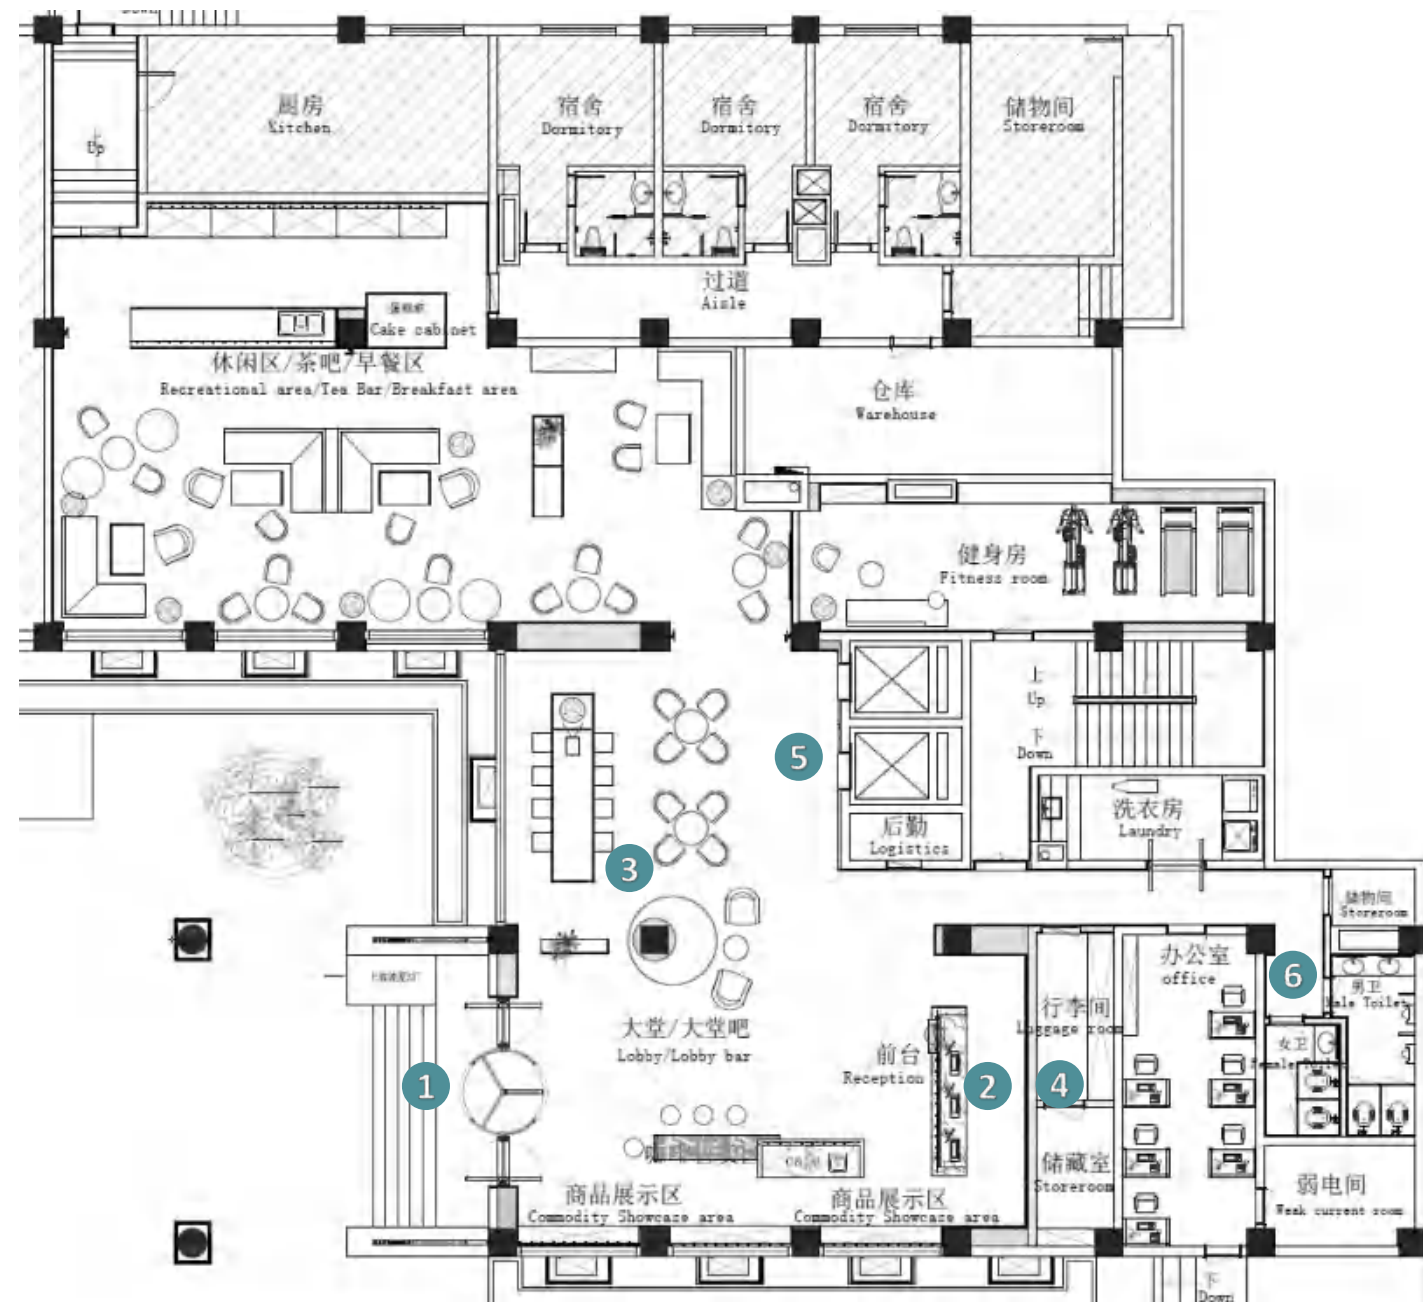 Down
厨房
Kitchen
宿舍
Dormitory
宿舍
Dormitory
宿舍
Dormitory
储物间
Storeroom
上
Up
过道
Aisle
Cake cabinet
休闲区/茶吧/早餐区
Recreational area/Tea Bar/Breakfast area
仓库
Warehouse
健身房
Fitness room
上
Up
下
Down
5
洗衣房
Laundry
后勤
Logistics
3
储物间
Storeroom
办公室
office
6
男卫
Male Toilet
行李间
Luggage room
大堂/大堂吧
Lobby/Lobby bar
前台
Reception
女卫
Female Toilet
1
2
4
储藏室
Storeroom
弱电间
Weak current room
商品展示区
Commodity Showcase area
商品展示区
Commodity Showcase area
下
Down